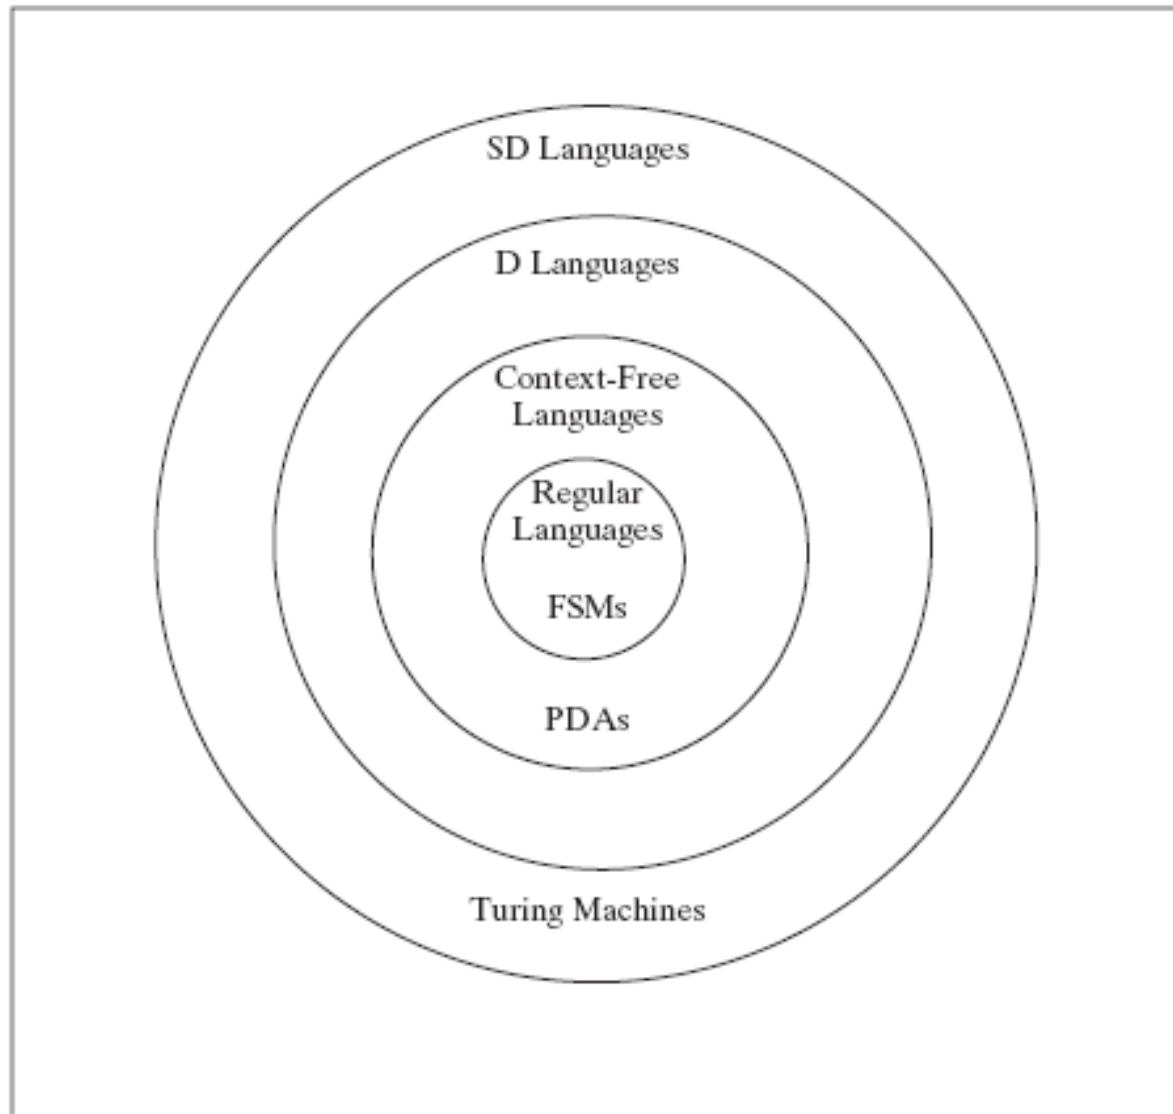 SD Languages
D Languages
Context-Free
Languages
Regular
Languages
FSMs
PDAs
Turing Machines